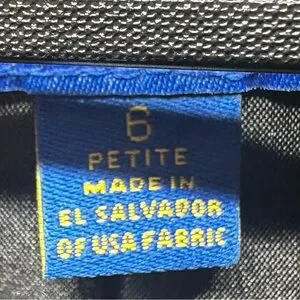 6
PETITE
MADE IN
EL SALVADOR
OF USA FABRIC